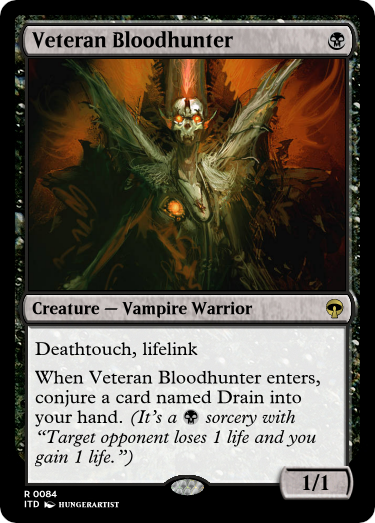 Veteran Bloodhunter
Creature — Vampire Warrior
Deathtouch, lifelink
When Veteran Bloodhunter enters,
conjure a card named Drain into
your hand. (It's a sorcery with
“Target opponent loses 1 life and you
gain 1 life.”)
1/1
R 0084
ITD HUNGERARTIST